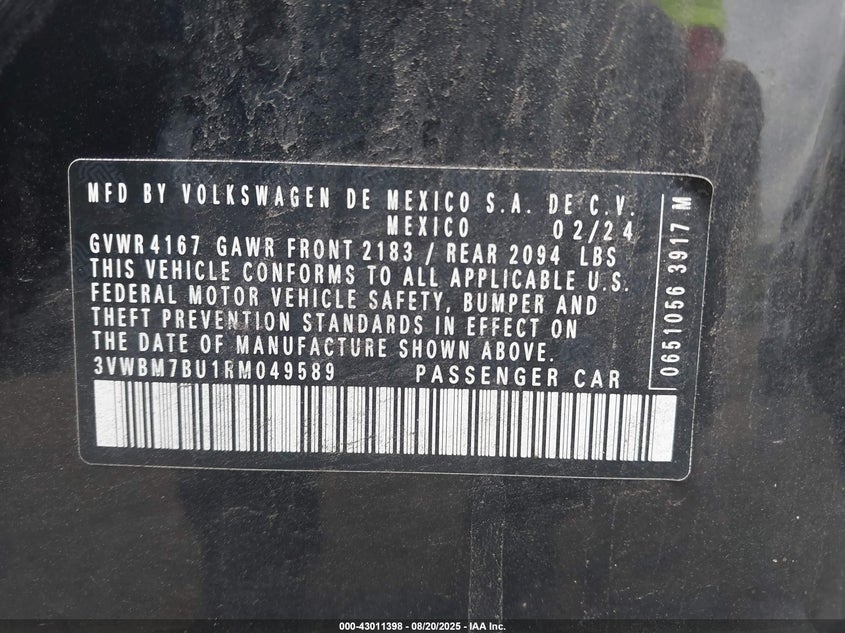 MFD BY VOLKSWAGEN DE MEXICO S.A. DE C.V.
MEXICO 02/24
GVWR 4167 GAWR FRONT 2183 / REAR 2094 LBS
THIS VEHICLE CONFORMS TO ALL APPLICABLE U.S.
FEDERAL MOTOR VEHICLE SAFETY, BUMPER AND
THEFT PREVENTION STANDARDS IN EFFECT ON
THE DATE OF MANUFACTURE SHOWN ABOVE.
3VWBM7BU1RM049589 PASSENGER CAR
0651056 3917 M
000-43011398 - 08/20/2025 - IAA Inc.